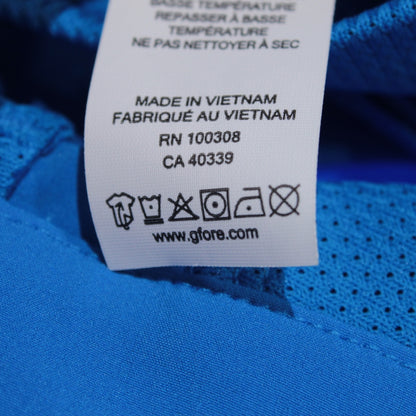 BASSE TEMPÉRATURE
REPASSER À BASSE
TEMPÉRATURE
NE PAS NETTOYER À SEC
MADE IN VIETNAM
FABRIQUÉ AU VIETNAM
RN 100308
CA 40339
www.gfore.com